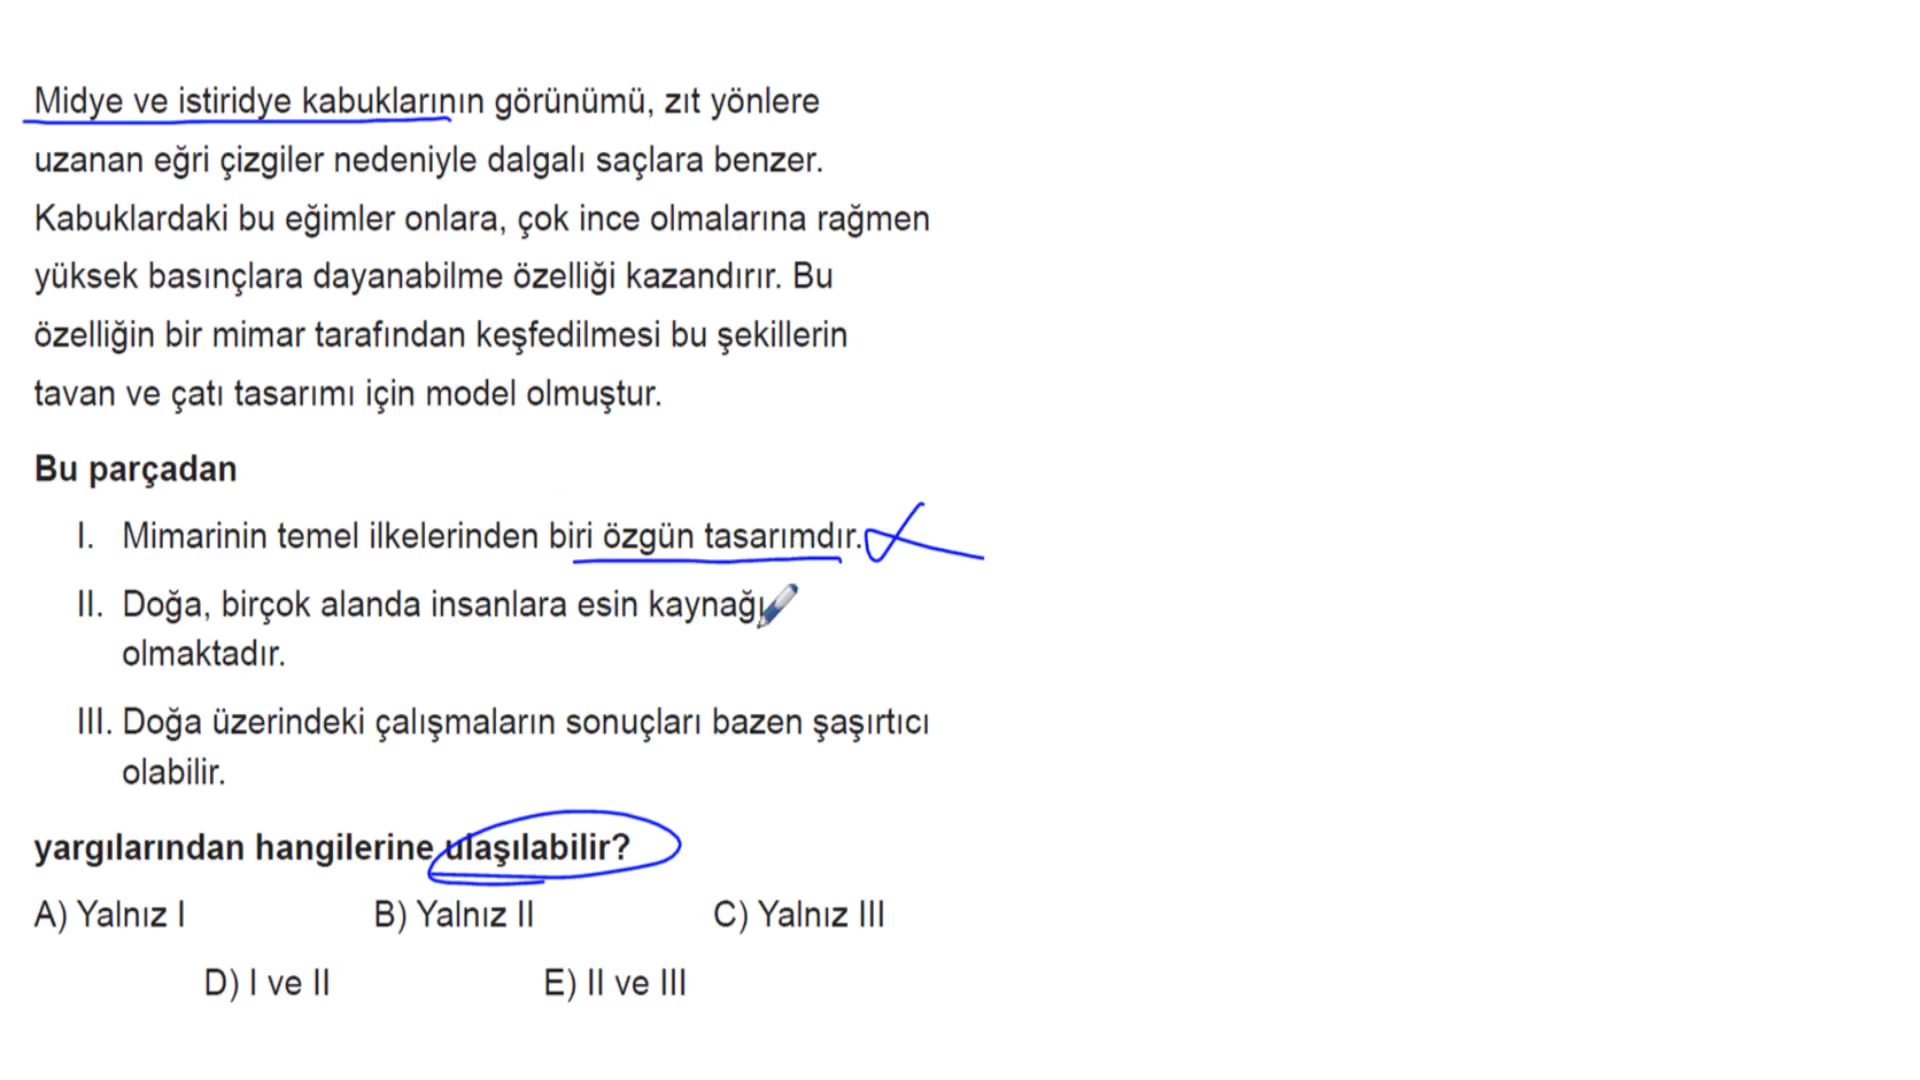 Midye ve istiridye kabuklarının görünümü, zıt yönlere
uzanan eğri çizgiler nedeniyle dalgalı saçlara benzer.
Kabuklardaki bu eğimler onlara, çok ince olmalarına rağmen
yüksek basınçlara dayanabilme özelliği kazandırır. Bu
özelliğin bir mimar tarafından keşfedilmesi bu şekillerin
tavan ve çatı tasarımı için model olmuştur.
Bu parçadan
I. Mimarinin temel ilkelerinden biri özgün tasarımdır.
II. Doğa, birçok alanda insanlara esin kaynağı
olmaktadır.
III. Doğa üzerindeki çalışmaların sonuçları bazen şaşırtıcı
olabilir.
yargılarından hangilerine ulaşılabilir?
A) Yalnız I B) Yalnız II C) Yalnız III
D) I ve II E) II ve III